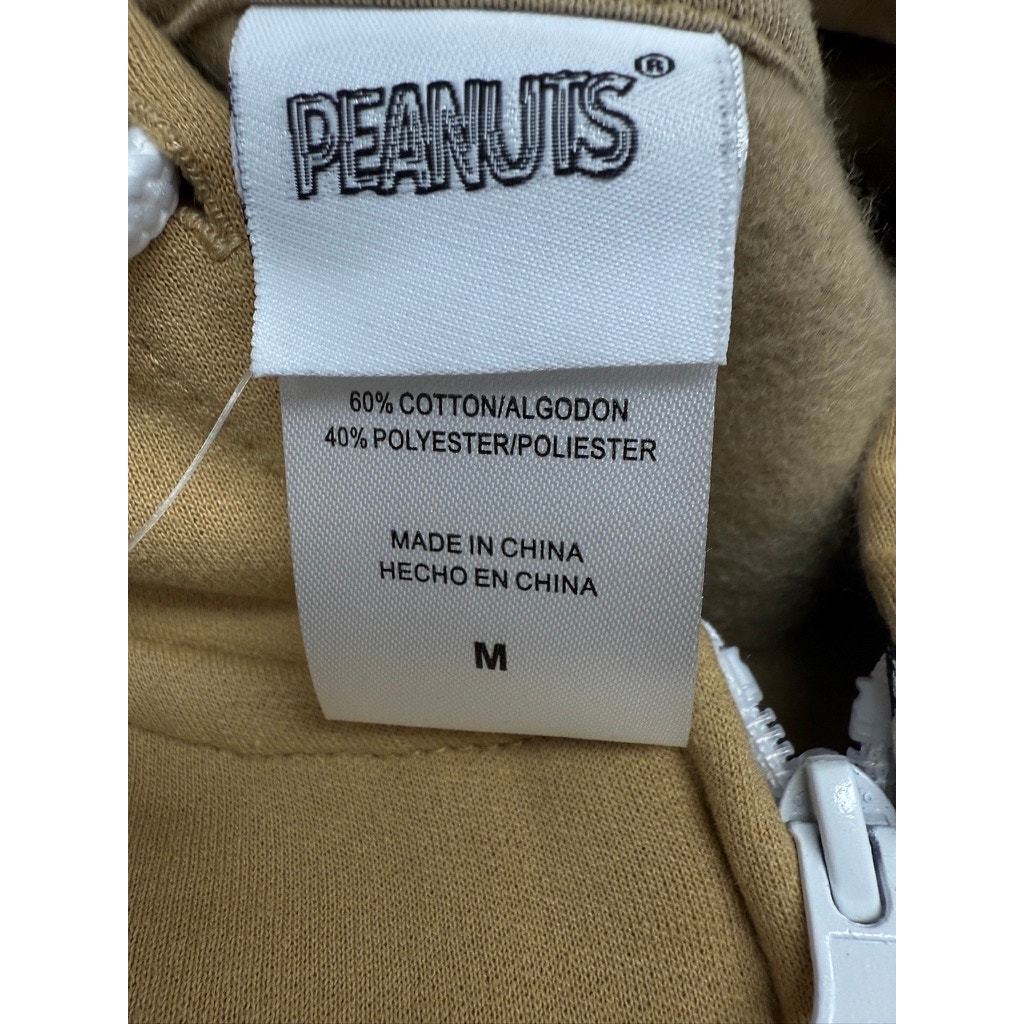 PEANUTS®
60% COTTON/ALGODON
40% POLYESTER/POLIESTER
MADE IN CHINA
HECHO EN CHINA
M